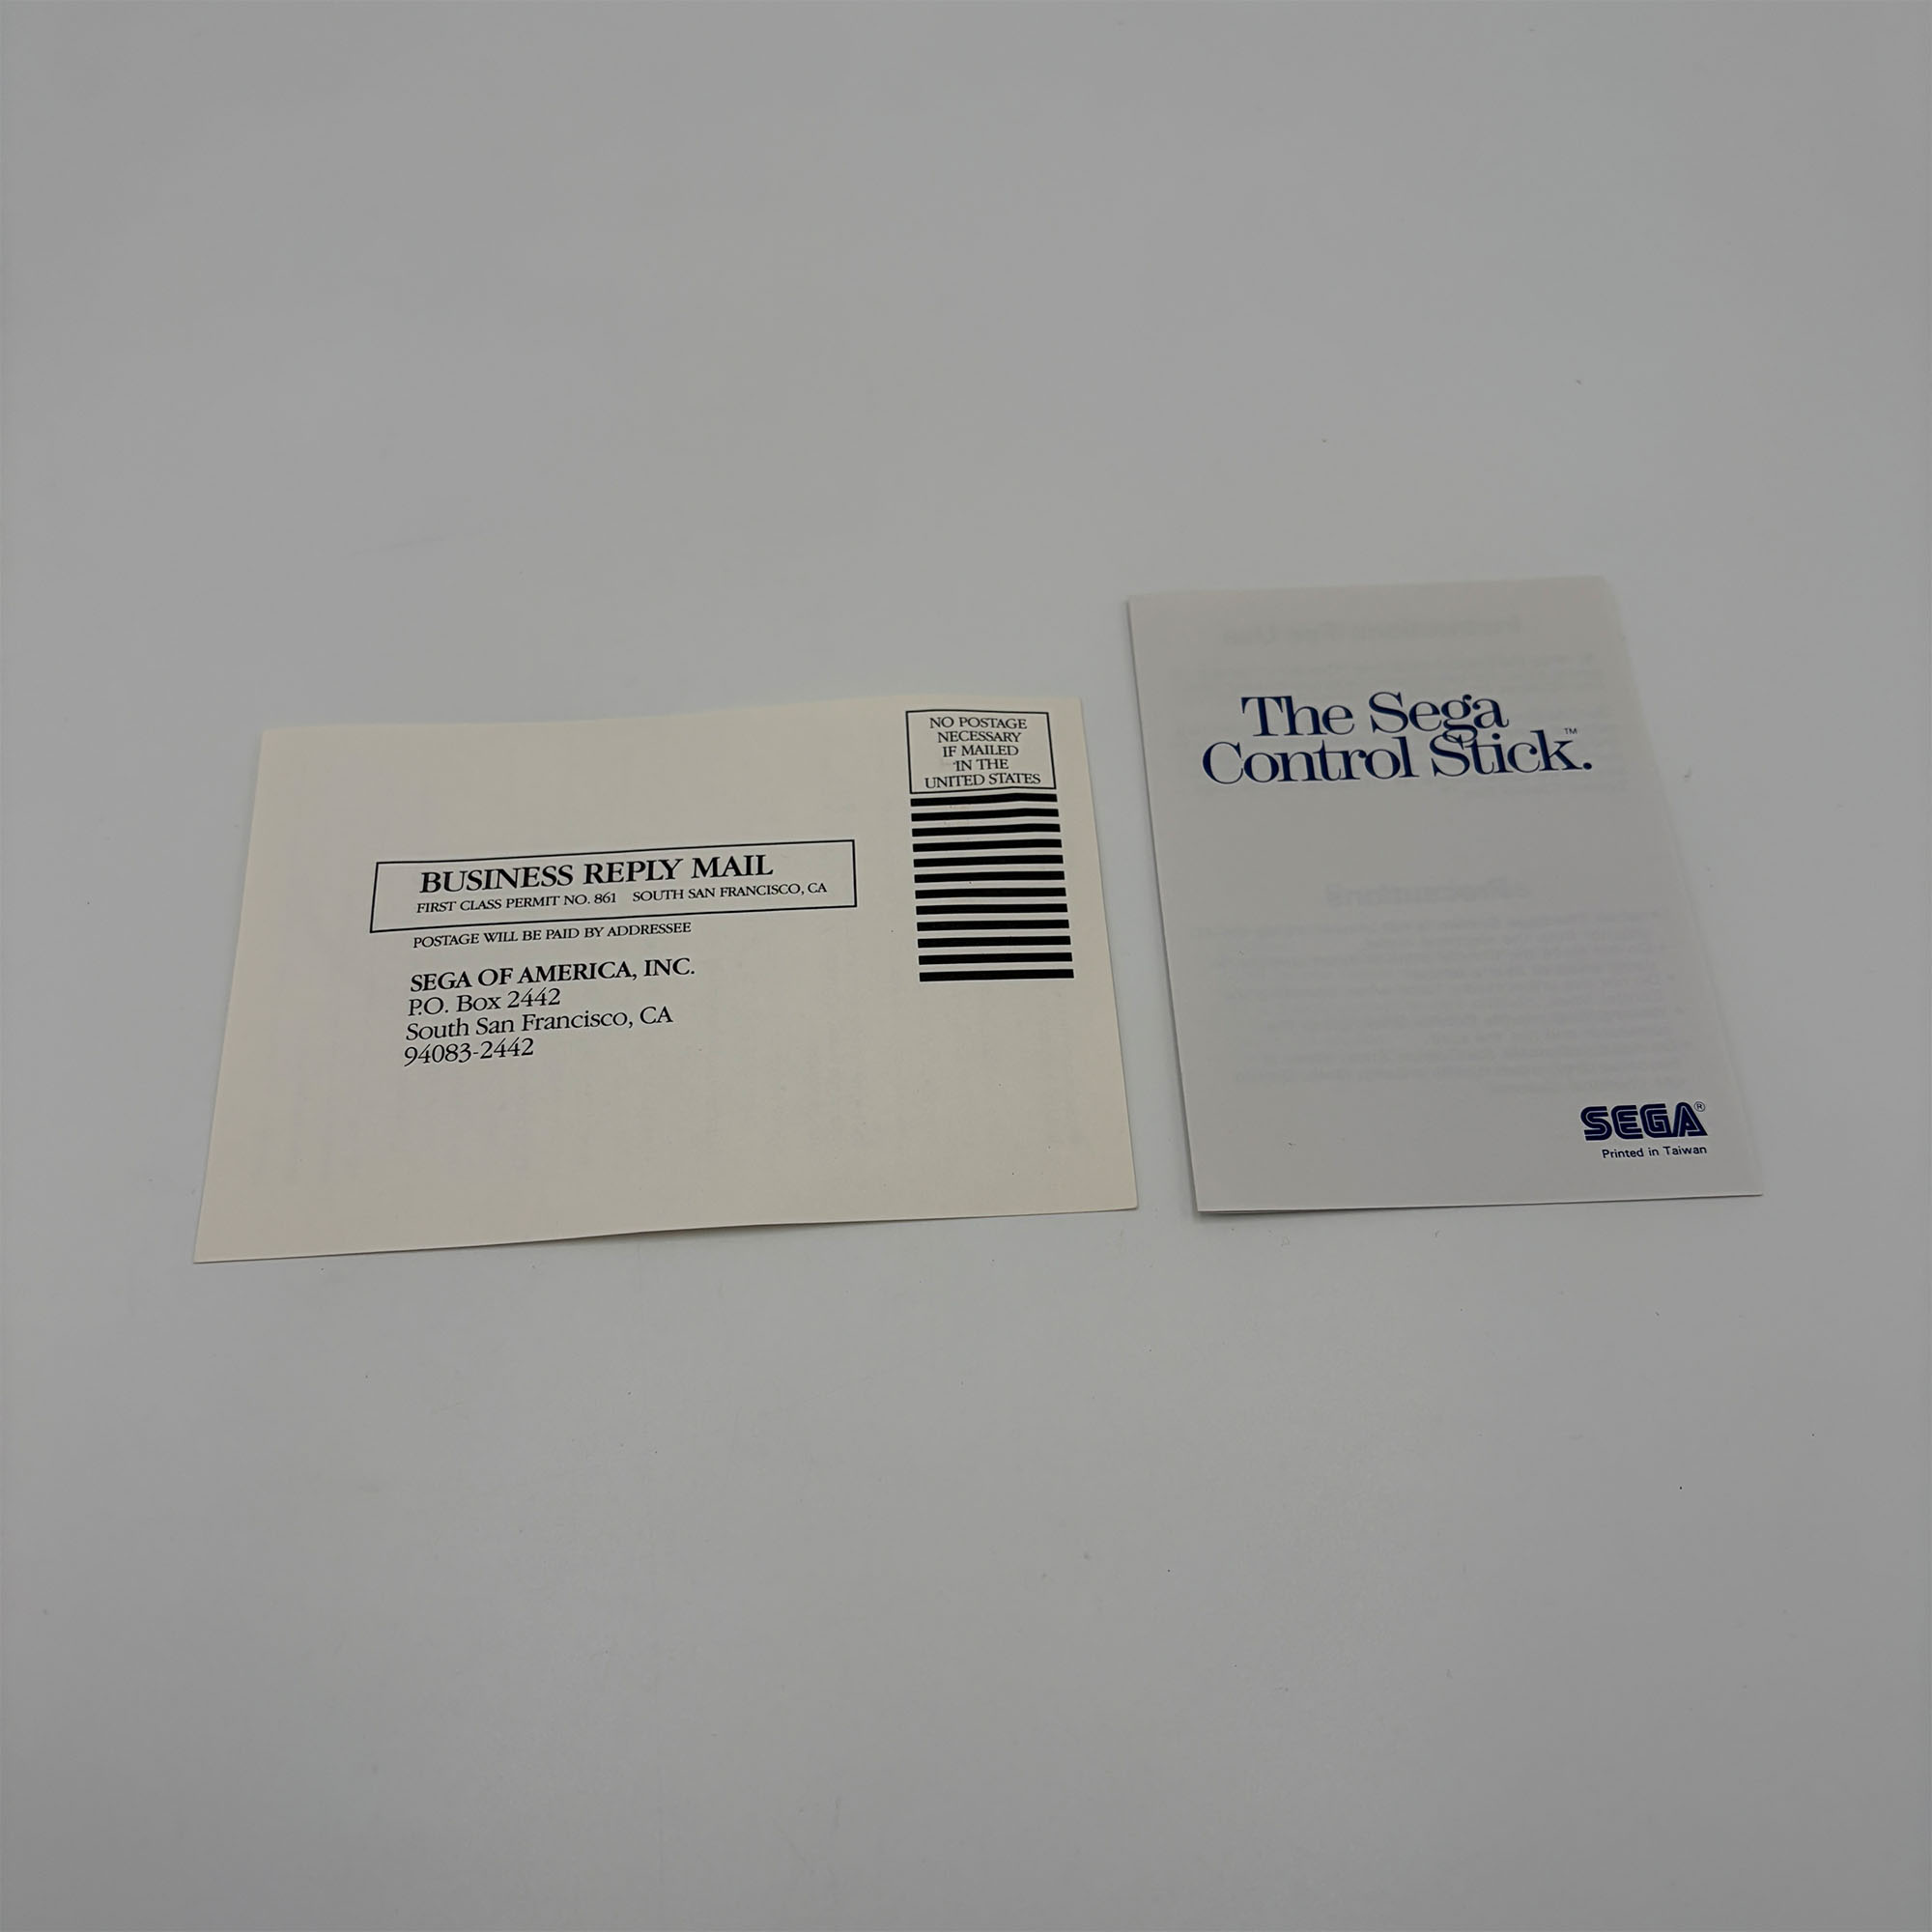 NO POSTAGE
NECESSARY
IF MAILED
IN THE
UNITED STATES
BUSINESS REPLY MAIL
FIRST CLASS PERMIT NO. 861 SOUTH SAN FRANCISCO, CA
POSTAGE WILL BE PAID BY ADDRESSEE
SEGA OF AMERICA, INC.
P.O. Box 2442
South San Francisco, CA
94083-2442
The Sega
Control Stick.™
SEGA®
Printed in Taiwan